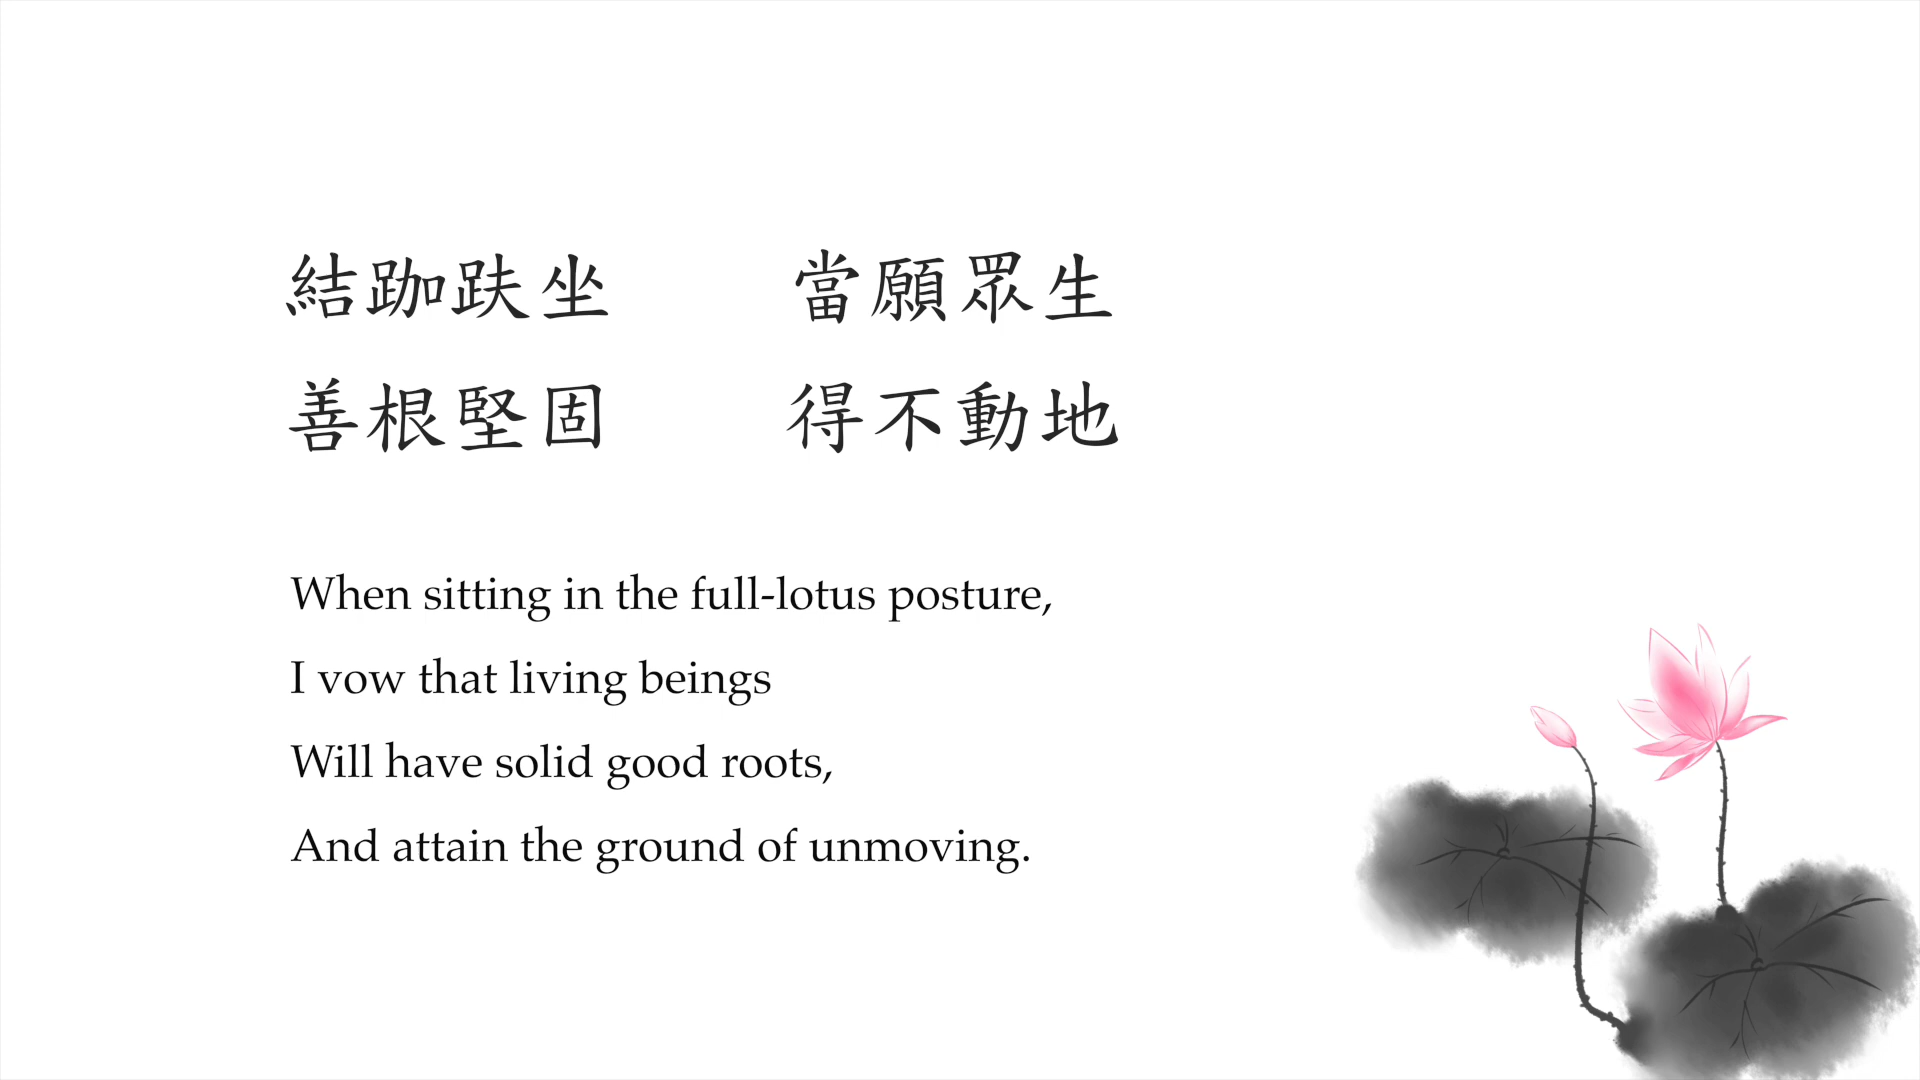 結跏趺坐　　當願眾生
善根堅固　　得不動地
When sitting in the full-lotus posture,
I vow that living beings
Will have solid good roots,
And attain the ground of unmoving.